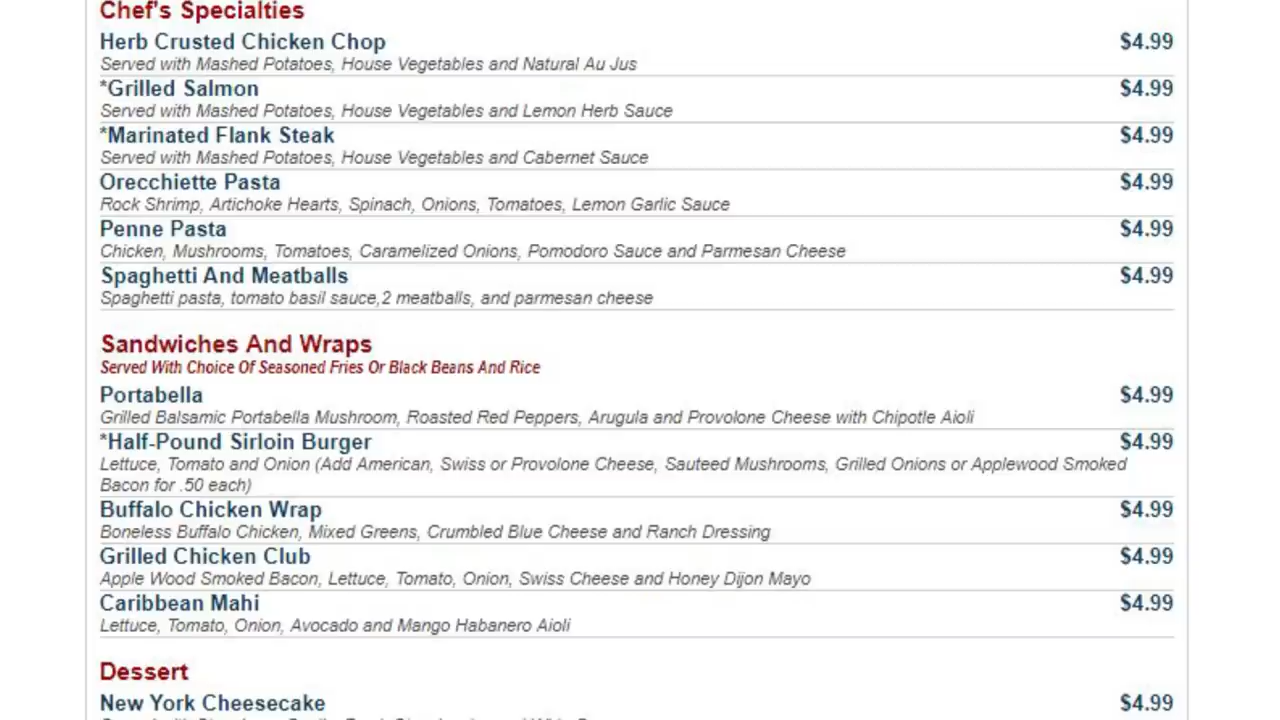 Chef's Specialties
Herb Crusted Chicken Chop $4.99
Served with Mashed Potatoes, House Vegetables and Natural Au Jus
*Grilled Salmon $4.99
Served with Mashed Potatoes, House Vegetables and Lemon Herb Sauce
*Marinated Flank Steak $4.99
Served with Mashed Potatoes, House Vegetables and Cabernet Sauce
Orecchiette Pasta $4.99
Rock Shrimp, Artichoke Hearts, Spinach, Onions, Tomatoes, Lemon Garlic Sauce
Penne Pasta $4.99
Chicken, Mushrooms, Tomatoes, Caramelized Onions, Pomodoro Sauce and Parmesan Cheese
Spaghetti And Meatballs $4.99
Spaghetti pasta, tomato basil sauce,2 meatballs, and parmesan cheese
Sandwiches And Wraps
Served With Choice Of Seasoned Fries Or Black Beans And Rice
Portabella $4.99
Grilled Balsamic Portabella Mushroom, Roasted Red Peppers, Arugula and Provolone Cheese with Chipotle Aioli
*Half-Pound Sirloin Burger $4.99
Lettuce, Tomato and Onion (Add American, Swiss or Provolone Cheese, Sauteed Mushrooms, Grilled Onions or Applewood Smoked
Bacon for .50 each)
Buffalo Chicken Wrap $4.99
Boneless Buffalo Chicken, Mixed Greens, Crumbled Blue Cheese and Ranch Dressing
Grilled Chicken Club $4.99
Apple Wood Smoked Bacon, Lettuce, Tomato, Onion, Swiss Cheese and Honey Dijon Mayo
Caribbean Mahi $4.99
Lettuce, Tomato, Onion, Avocado and Mango Habanero Aioli
Dessert
New York Cheesecake $4.99